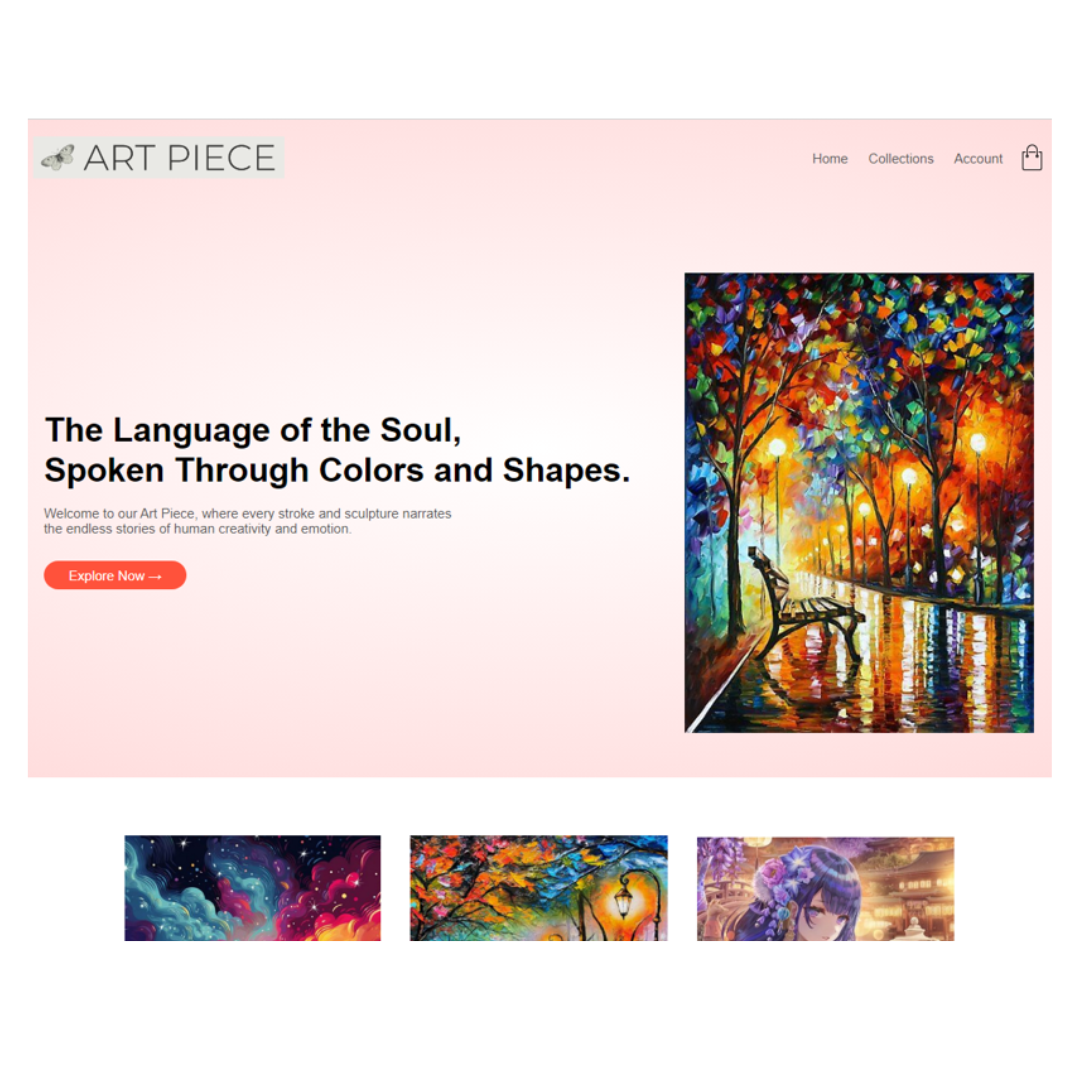 ART PIECE
Home Collections Account
The Language of the Soul,
Spoken Through Colors and Shapes.
Welcome to our Art Piece, where every stroke and sculpture narrates
the endless stories of human creativity and emotion.
Explore Now →